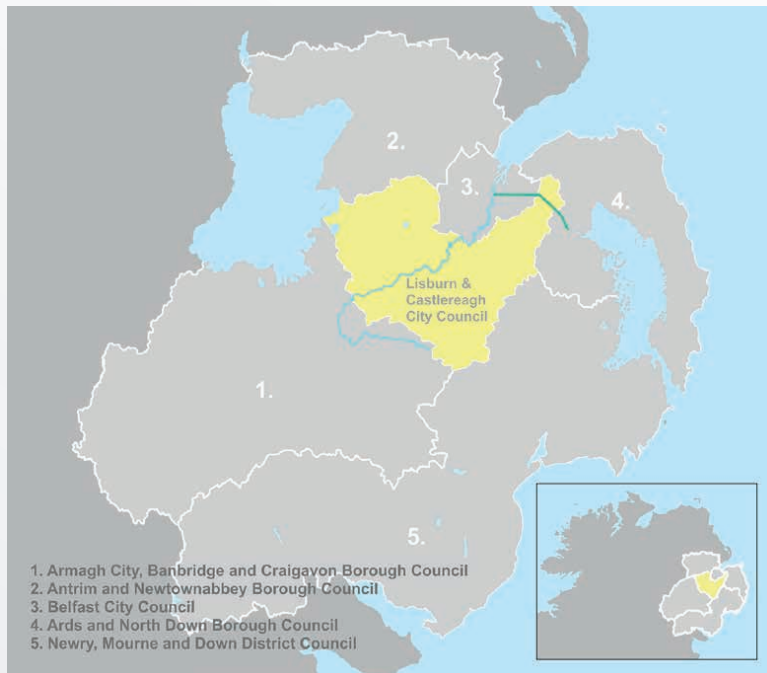 2.
3.
4.
Lisburn &
Castlereagh
City Council
1.
5.
1. Armagh City, Banbridge and Craigavon Borough Council
2. Antrim and Newtownabbey Borough Council
3. Belfast City Council
4. Ards and North Down Borough Council
5. Newry, Mourne and Down District Council